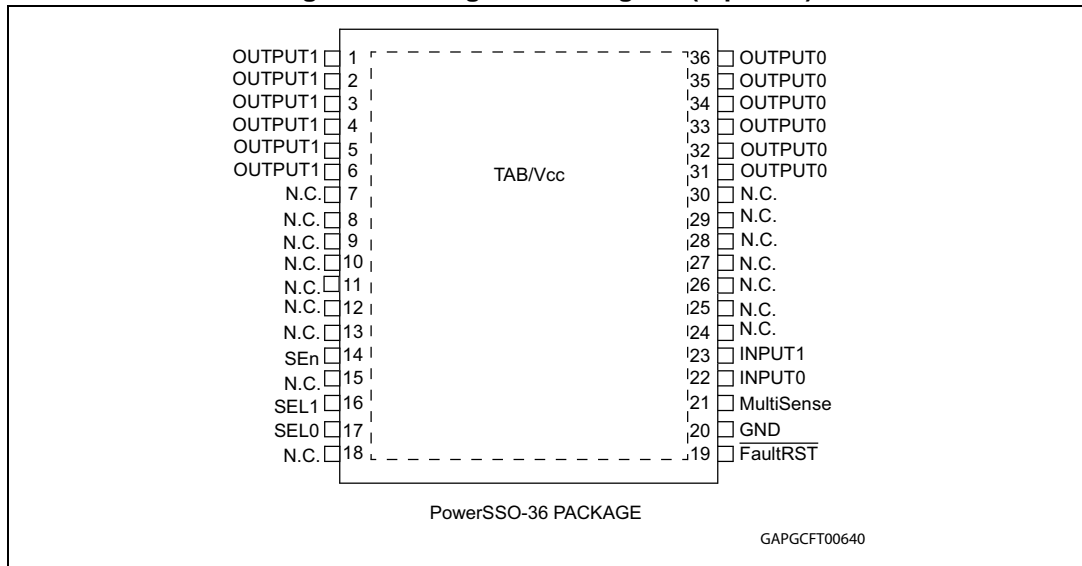 OUTPUT1 1 36 OUTPUT0
OUTPUT1 2 35 OUTPUT0
OUTPUT1 3 34 OUTPUT0
OUTPUT1 4 33 OUTPUT0
OUTPUT1 5 32 OUTPUT0
OUTPUT1 6 TAB/Vcc 31 OUTPUT0
N.C. 7 30 N.C.
N.C. 8 29 N.C.
N.C. 9 28 N.C.
N.C. 10 27 N.C.
N.C. 11 26 N.C.
N.C. 12 25 N.C.
N.C. 13 24 N.C.
SEn 14 23 INPUT1
N.C. 15 22 INPUT0
SEL1 16 21 MultiSense
SEL0 17 20 GND
N.C. 18 19 FaultRST
PowerSSO-36 PACKAGE
GAPGCFT00640